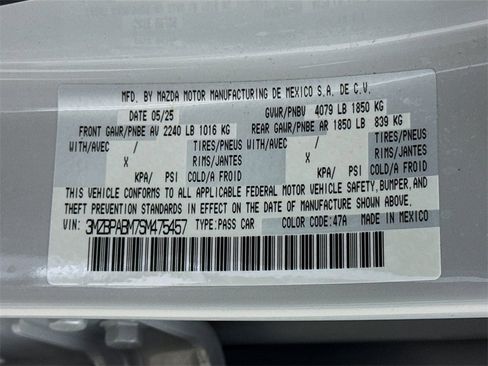 MFD. BY MAZDA MOTOR MANUFACTURING DE MEXICO S.A. DE C.V.
DATE 05/25 GVWR/PNBV 4079 LB 1850 KG
FRONT GAWR/PNBE AV 2240 LB 1016 KG REAR GAWR/PNBE AR 1850 LB 839 KG
WITH/AVEC / TIRES/PNEUS WITH/AVEC / TIRES/PNEUS
X RIMS/JANTES X RIMS/JANTES
KPA/ PSI COLD/A FROID KPA/ PSI COLD/A FROID
THIS VEHICLE CONFORMS TO ALL APPLICABLE FEDERAL MOTOR VEHICLE SAFETY, BUMPER, AND
THEFT PREVENTION STANDARDS IN EFFECT ON THE DATE OF MANUFACTURE SHOWN ABOVE.
VIN: 3MZBPABM7SM475457 TYPE:PASS CAR COLOR CODE:47A MADE IN MEXICO